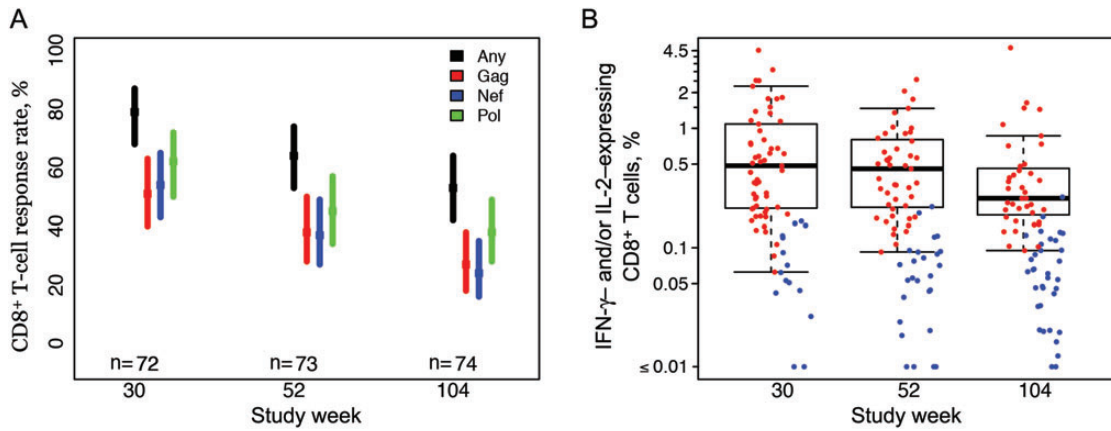 A
CD8+ T-cell response rate, %
100
80
60
40
20
0
Any
Gag
Nef
Pol
n=72
n=73
n=74
30
52
104
Study week
B
IFN-γ– and/or IL-2–expressing
CD8+ T cells, %
4.5
2
1
0.5
0.1
0.05
≤ 0.01
30
52
104
Study week